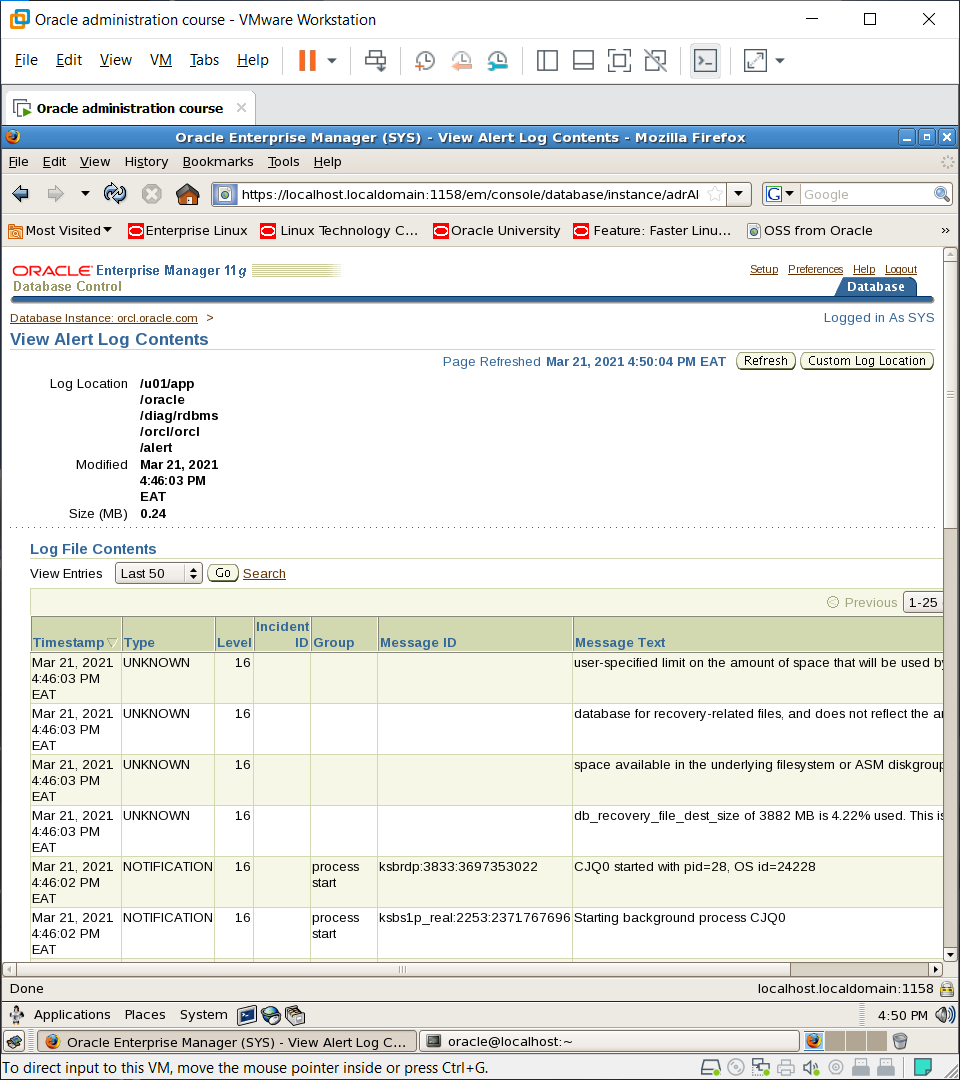 Oracle administration course - VMware Workstation
File Edit View VM Tabs Help
Oracle administration course
Oracle Enterprise Manager (SYS) - View Alert Log Contents - Mozilla Firefox
File Edit View History Bookmarks Tools Help
https://localhost.localdomain:1158/em/console/database/instance/adrAl
G Google
Most Visited Enterprise Linux Linux Technology C... Oracle University Feature: Faster Linu... OSS from Oracle »
ORACLE Enterprise Manager 11g
Database Control
Setup Preferences Help Logout
Database
Database Instance: orcl.oracle.com >
Logged in As SYS
View Alert Log Contents
Page Refreshed Mar 21, 2021 4:50:04 PM EAT Refresh Custom Log Location
Log Location /u01/app
/oracle
/diag/rdbms
/orcl/orcl
/alert
Modified Mar 21, 2021
4:46:03 PM
EAT
Size (MB) 0.24
Log File Contents
View Entries Last 50 Go Search
Previous 1-25
Timestamp Type Level Incident ID Group Message ID Message Text
Mar 21, 2021 UNKNOWN 16 user-specified limit on the amount of space that will be used by
4:46:03 PM
EAT
Mar 21, 2021 UNKNOWN 16 database for recovery-related files, and does not reflect the
4:46:03 PM
EAT
Mar 21, 2021 UNKNOWN 16 space available in the underlying filesystem or ASM diskgroup
4:46:03 PM
EAT
Mar 21, 2021 UNKNOWN 16 db_recovery_file_dest_size of 3882 MB is 4.22% used. This is
4:46:03 PM
EAT
Mar 21, 2021 NOTIFICATION 16 process ksbrdp:3833:3697353022 CJQ0 started with pid=28, OS id=24228
4:46:02 PM start
EAT
Mar 21, 2021 NOTIFICATION 16 process ksbs1p_real:2253:2371767696 Starting background process CJQ0
4:46:02 PM start
EAT
Done
localhost.localdomain:1158
Applications Places System
4:50 PM
Oracle Enterprise Manager (SYS) - View Alert Log C...
oracle@localhost:~
To direct input to this VM, move the mouse pointer inside or press Ctrl+G.